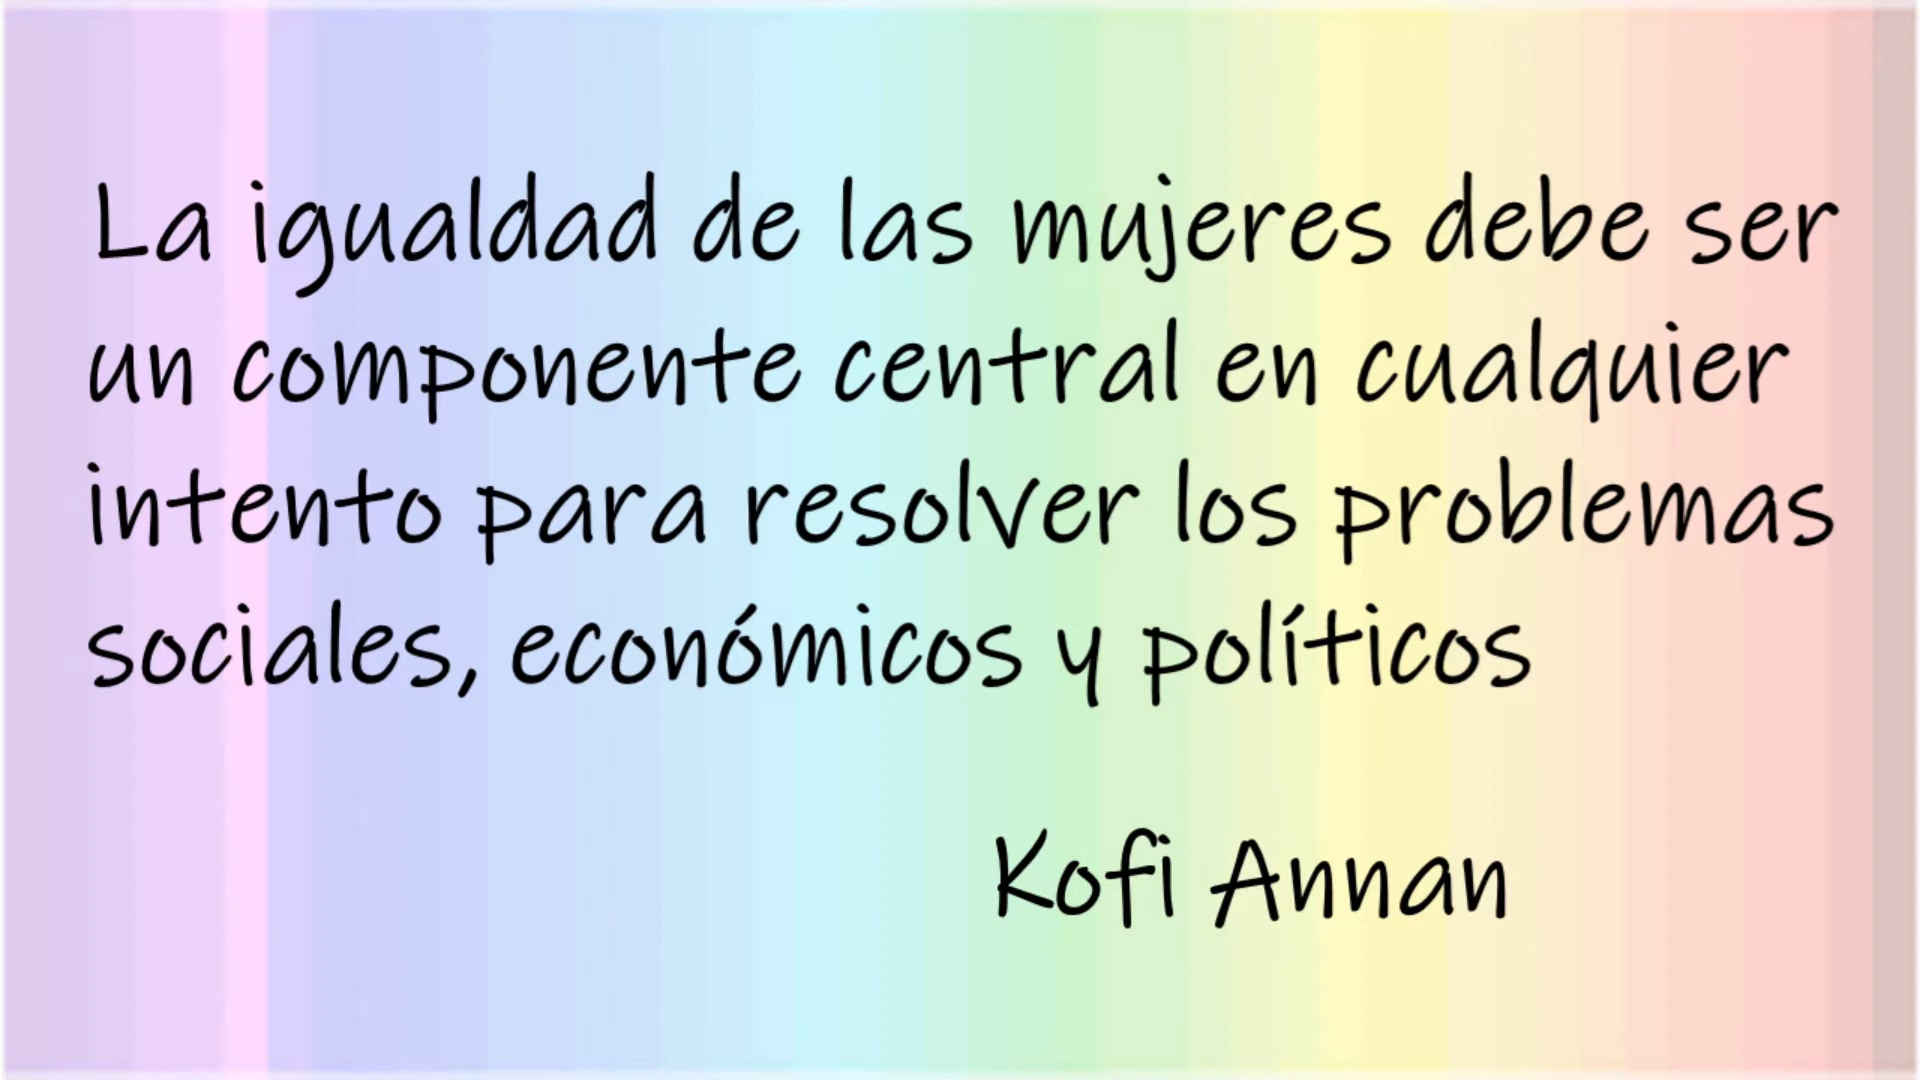 La igualdad de las mujeres debe ser
un componente central en cualquier
intento para resolver los problemas
sociales, económicos y políticos
Kofi Annan